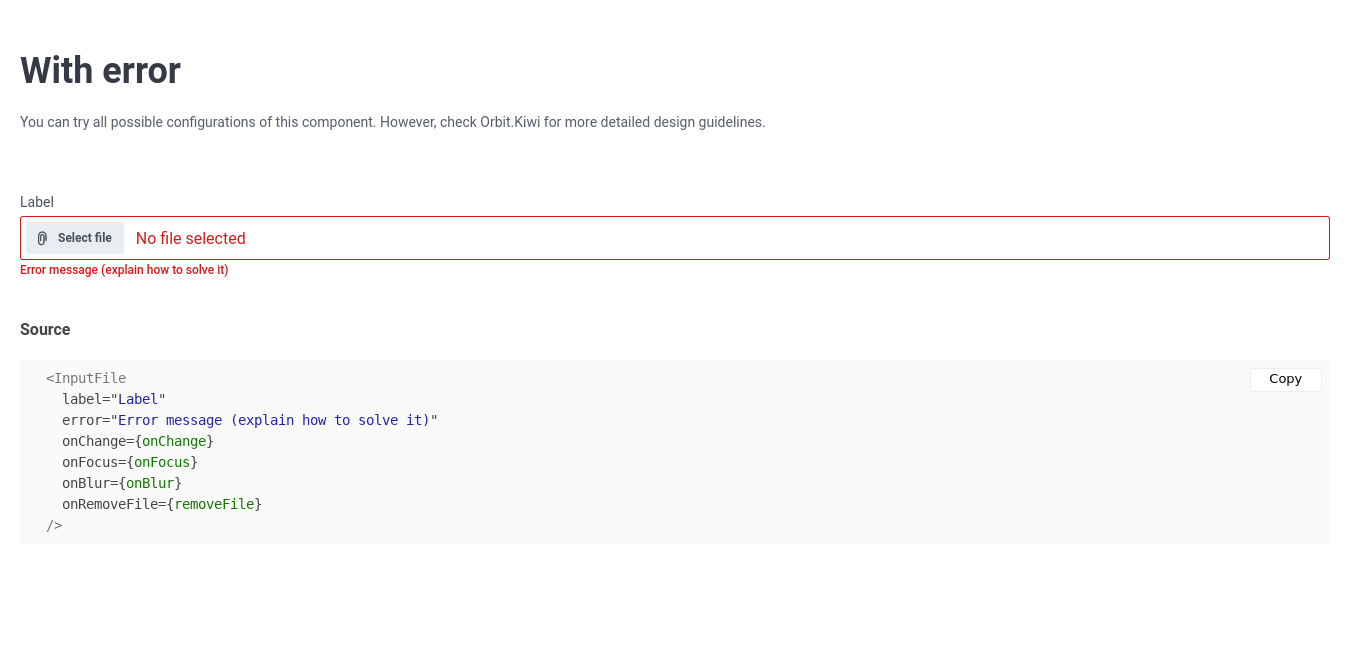 With error
You can try all possible configurations of this component. However, check Orbit.Kiwi for more detailed design guidelines.
Label
Select file No file selected
Error message (explain how to solve it)
Source
<InputFile
Copy
label="Label"
error="Error message (explain how to solve it)"
onChange={onChange}
onFocus={onFocus}
onBlur={onBlur}
onRemoveFile={removeFile}
/>